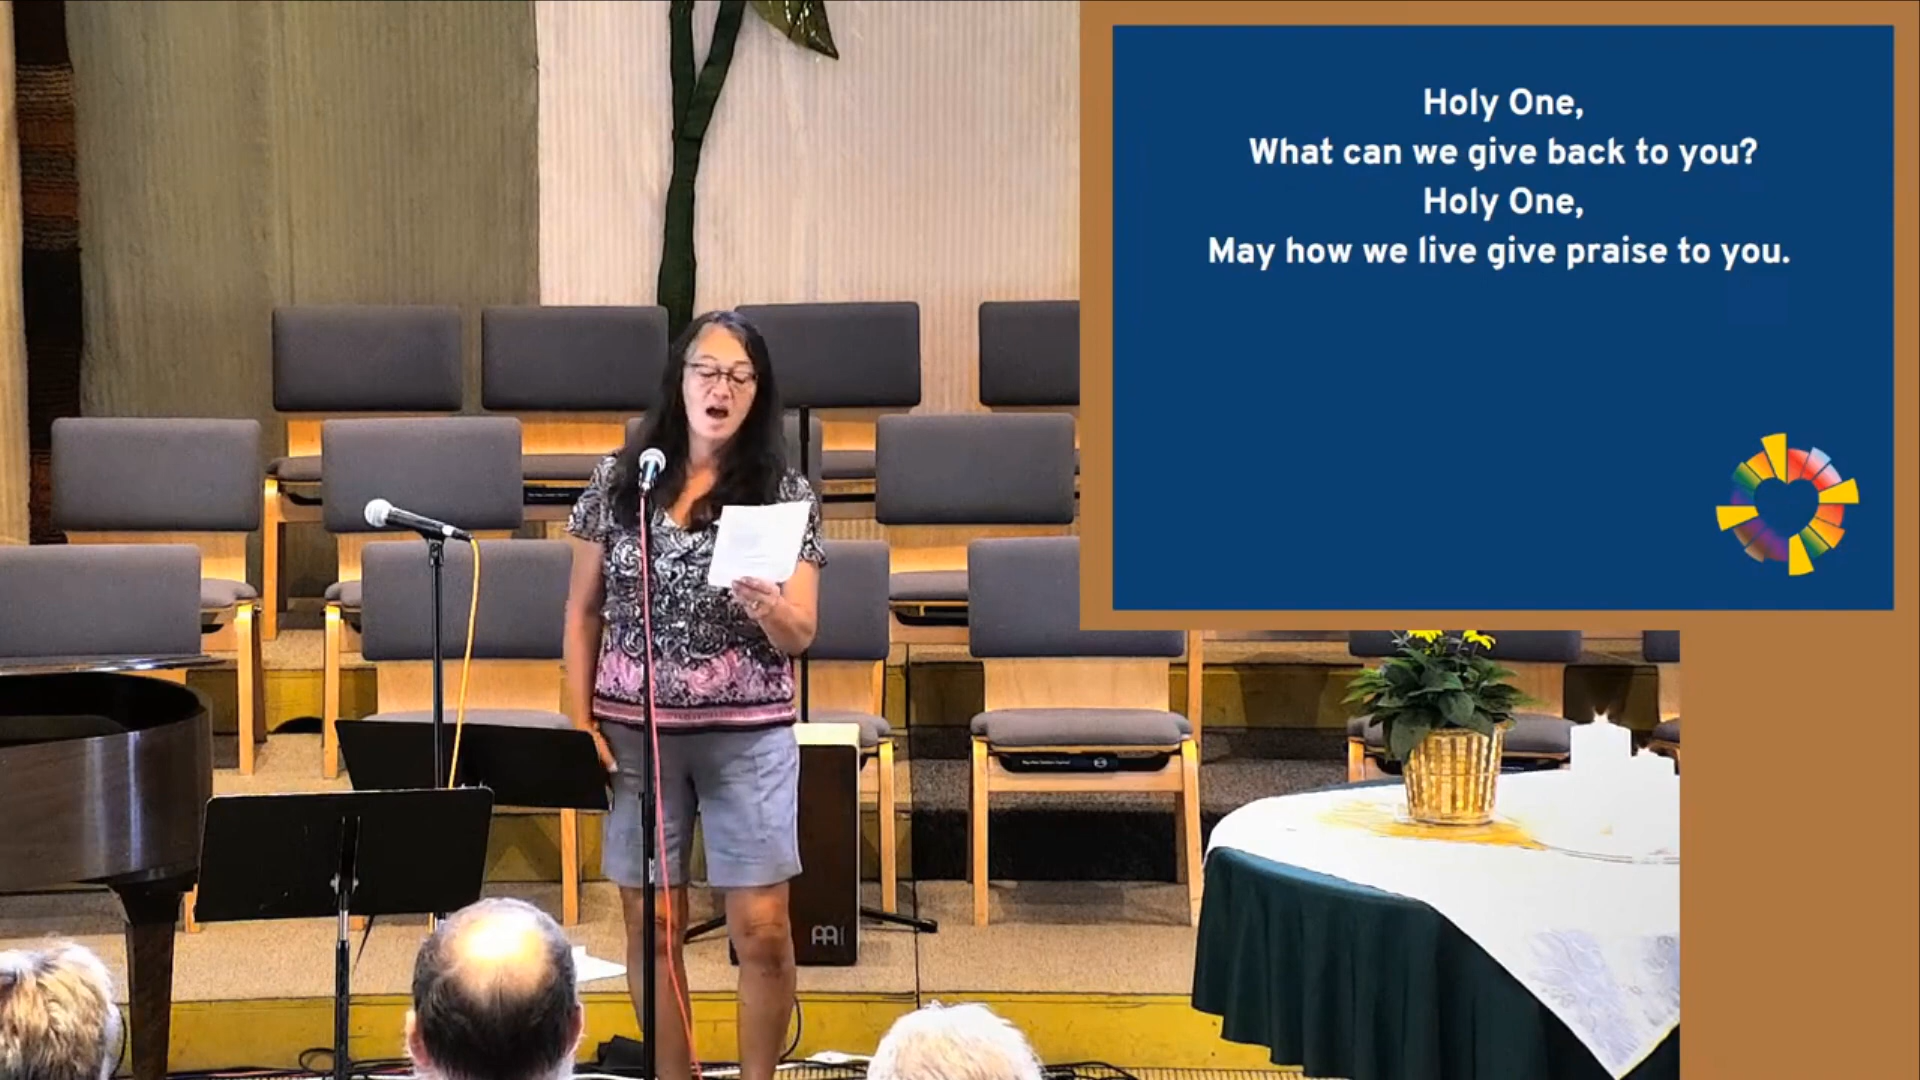 Holy One,
What can we give back to you?
Holy One,
May how we live give praise to you.